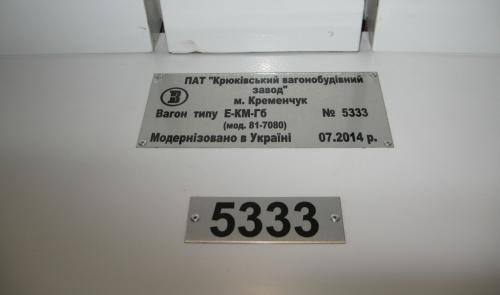 ПАТ "Крюківський вагонобудівний
завод"
м. Кременчук
Вагон типу Е-КМ-Гб № 5333
(мод. 81-7080)
Модернізовано в Україні 07.2014 р.
5333